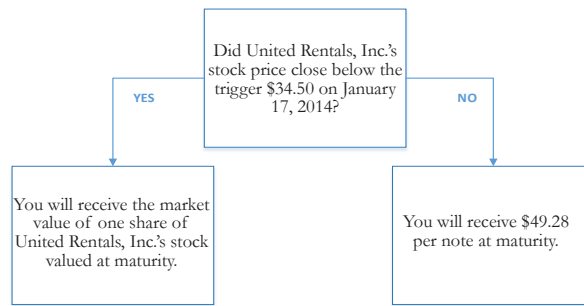 Did United Rentals, Inc.'s
stock price close below the
trigger $34.50 on January
17, 2014?
YES
NO
You will receive the market
value of one share of
United Rentals, Inc.'s stock
valued at maturity.
You will receive $49.28
per note at maturity.